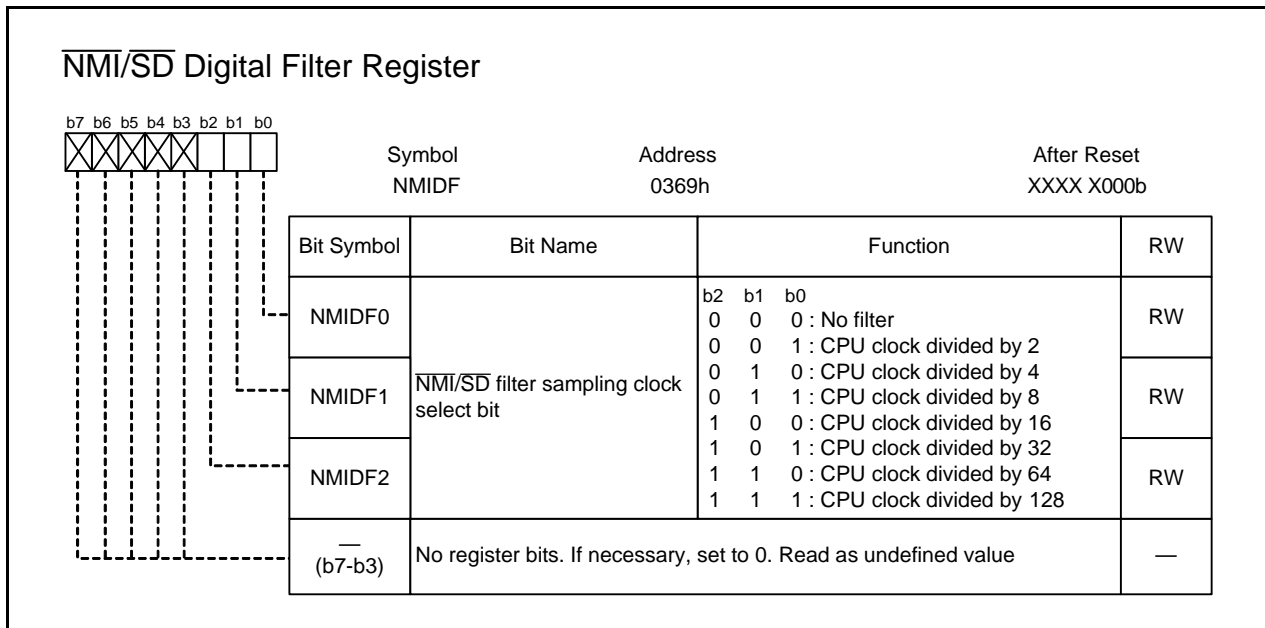 NMI/SD Digital Filter Register
b7 b6 b5 b4 b3 b2 b1 b0
Symbol Address After Reset
NMIDF 0369h XXXX X000b
Bit Symbol Bit Name Function RW
NMIDF0 RW
NMIDF1 RW
NMIDF2 RW
NMI/SD filter sampling clock
select bit
b2 b1 b0
0 0 0 : No filter
0 0 1 : CPU clock divided by 2
0 1 0 : CPU clock divided by 4
0 1 1 : CPU clock divided by 8
1 0 0 : CPU clock divided by 16
1 0 1 : CPU clock divided by 32
1 1 0 : CPU clock divided by 64
1 1 1 : CPU clock divided by 128
—
(b7-b3) No register bits. If necessary, set to 0. Read as undefined value —